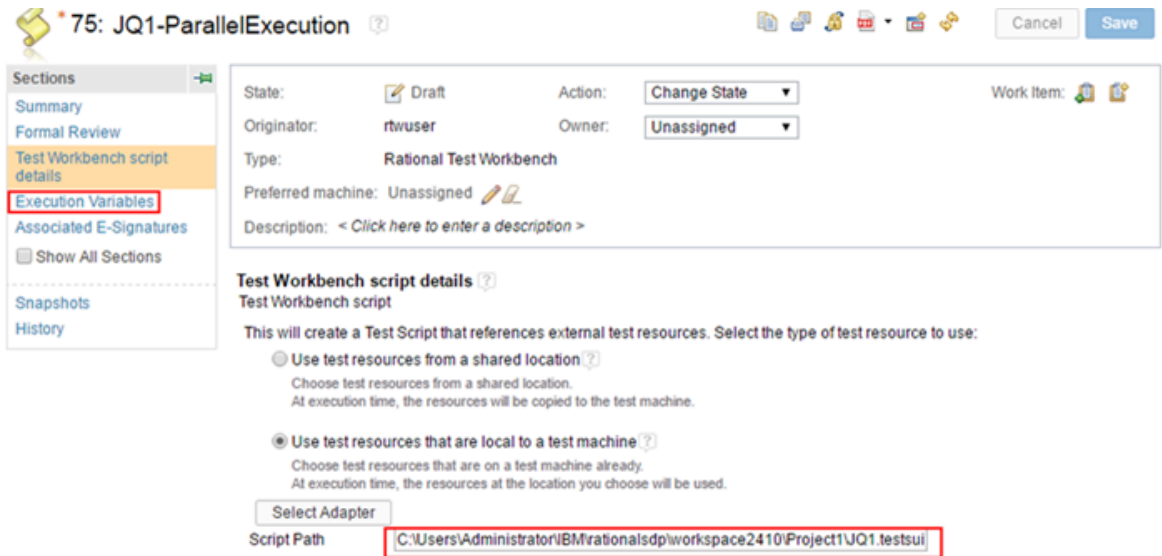 * 75: JQ1-ParallelExecution ?
Cancel Save
Sections
Summary
Formal Review
Test Workbench script
details
Execution Variables
Associated E-Signatures
Show All Sections
Snapshots
History
State: Draft Action: Change State Work Item:
Originator: rtwuser Owner: Unassigned
Type: Rational Test Workbench
Preferred machine: Unassigned
Description: < Click here to enter a description >
Test Workbench script details ?
Test Workbench script
This will create a Test Script that references external test resources. Select the type of test resource to use:
Use test resources from a shared location ?
Choose test resources from a shared location.
At execution time, the resources will be copied to the test machine.
Use test resources that are local to a test machine ?
Choose test resources that are on a test machine already.
At execution time, the resources at the location you choose will be used.
Select Adapter
Script Path C:\Users\Administrator\IBM\rationalsdp\workspace2410\Project1\JQ1.testsui